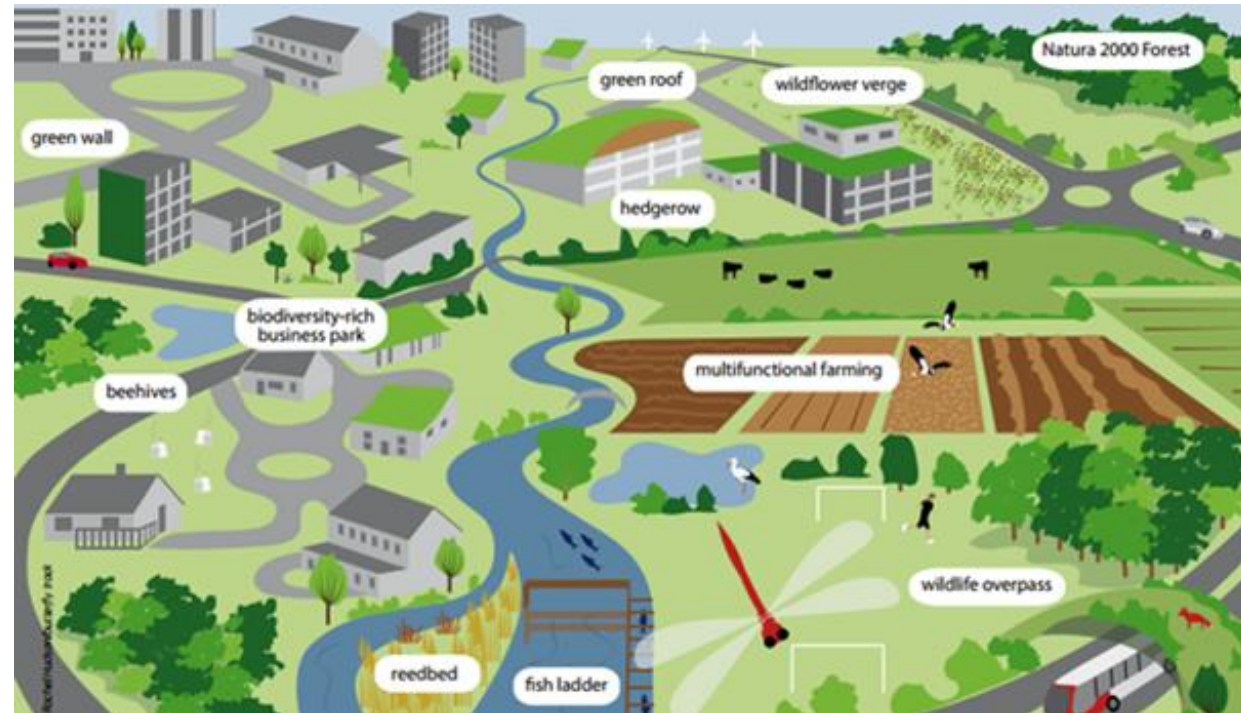 Natura 2000 Forest
green roof
wildflower verge
green wall
hedgerow
biodiversity-rich
business park
multifunctional farming
beehives
wildlife overpass
reedbed
fish ladder